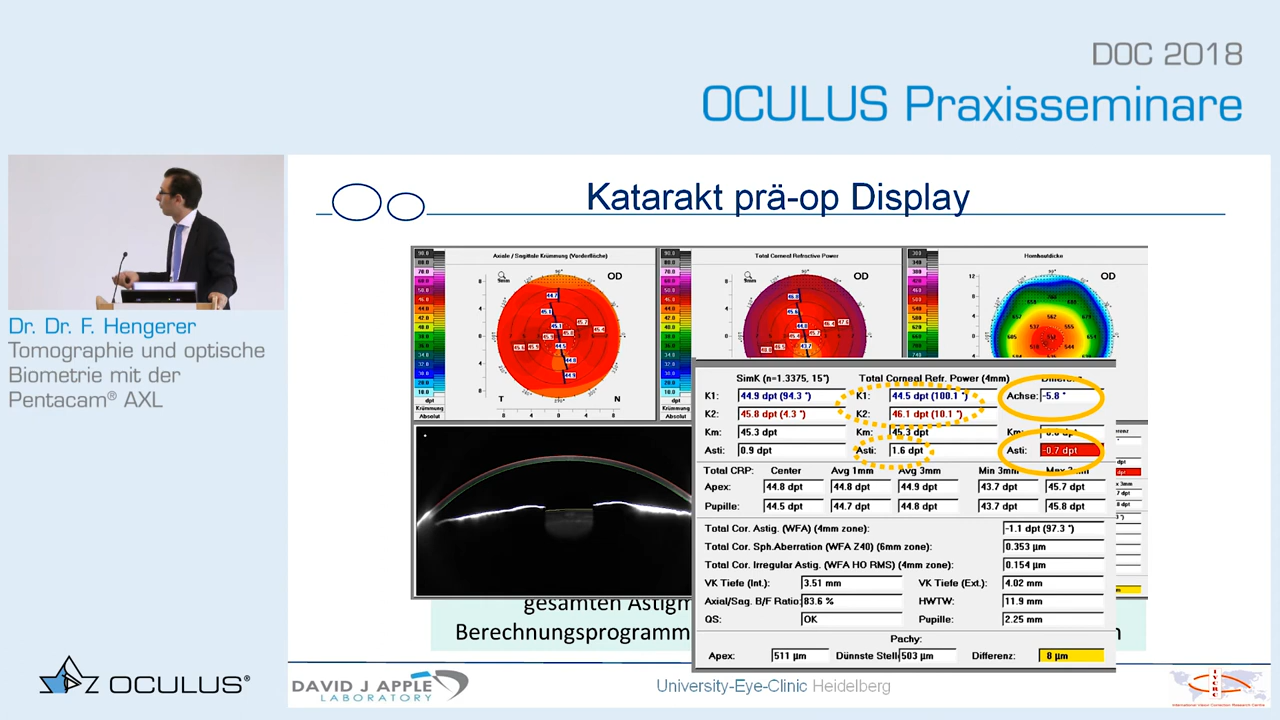 DOC 2018
OCULUS Praxisseminare
Dr. Dr. F. Hengerer
Tomographie und optische
Biometrie mit der
Pentacam® AXL
Katarakt prä-op Display
Axiale / Sagittale Krümmung (Vorderfläche)
Total Corneal Refractive Power
Hornhautdicke
OD
OD
OD
9mm
T
N
dpt
Krümmung
Absolut
SimK (n=1.3375, 15°)
Total Corneal Refr. Power (4mm)
K1: 44.9 dpt (94.3 °) K1: 44.5 dpt (100.1 °) Achse: -5.8 °
K2: 45.8 dpt (4.3 °) K2: 46.1 dpt (10.1 °)
Km: 45.3 dpt Km: 45.3 dpt Km:
Asti: 0.9 dpt Asti: 1.6 dpt Asti: -0.7 dpt
Total CRP: Center Avg 1mm Avg 3mm Min 3mm
Apex: 44.8 dpt 44.8 dpt 44.9 dpt 43.7 dpt 45.7 dpt
Pupille: 44.5 dpt 44.7 dpt 44.8 dpt 43.7 dpt 45.8 dpt
Total Cor. Astig. (WFA) (4mm zone): -1.1 dpt (97.3 °)
Total Cor. Sph.Aberration (WFA Z40) (6mm zone): 0.353 µm
Total Cor. Irregular Astig. (WFA HO RMS) (4mm zone): 0.154 µm
VK Tiefe (Int.): 3.51 mm VK Tiefe (Ext.): 4.02 mm
Axial/Sag. B/F Ratio: 83.6 % HWTW: 11.9 mm
QS: OK Pupille: 2.25 mm
Pachy:
Apex: 511 µm Dünnste Stell 503 µm Differenz: 8 µm
gesamten Astigm
Berechnungsprogramm
OCULUS®
DAVID J APPLE
LABORATORY
University-Eye-Clinic Heidelberg
IVCRC
International Vision Correction Research Centre